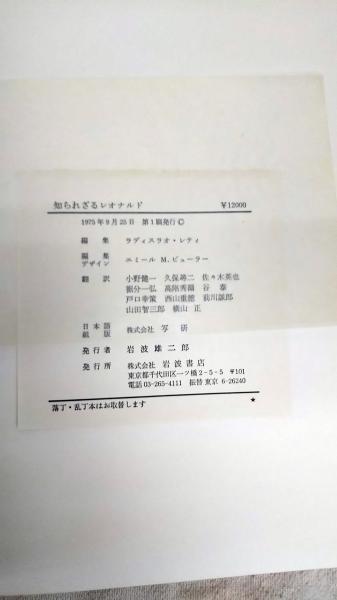 知られざるレオナルド ¥12000
1975年9月25日 第1刷発行 ©
編集 ラディスラオ・レティ
編集デザイン エミール M. ビューラー
翻訳 小野健一 久保尋二 佐々木英也
振分一弘 高階秀爾 谷 泰
戸口幸策 西山重徳 前川誠郎
山田智三郎 横山 正
日本語組版 株式会社 写研
発行者 岩波雄二郎
発行所 株式会社 岩波書店
東京都千代田区一ツ橋2-5-5 〒101
電話 03-265-4111 振替 東京 6-26240
落丁・乱丁本はお取替します ★